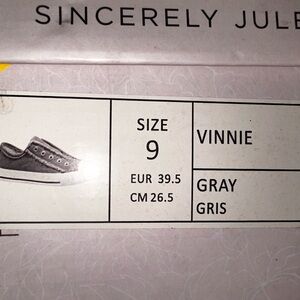 SINCERELY JULE
SIZE
9
EUR 39.5
CM 26.5
VINNIE
GRAY
GRIS